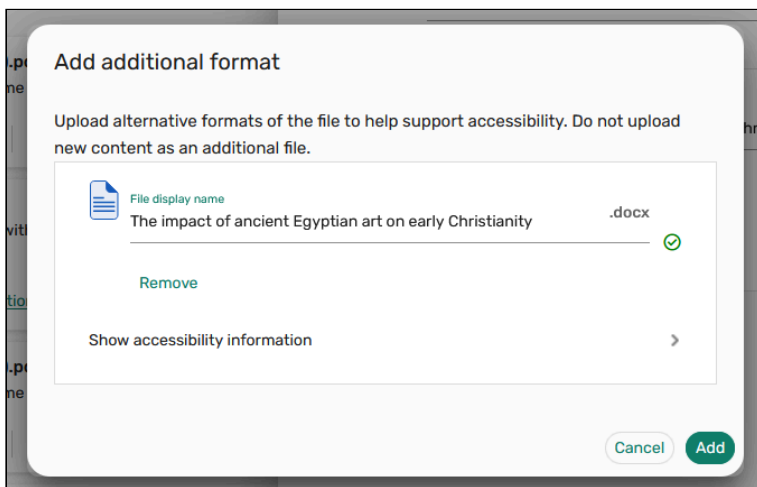 Add additional format
Upload alternative formats of the file to help support accessibility. Do not upload
new content as an additional file.
File display name
The impact of ancient Egyptian art on early Christianity
.docx
Remove
Show accessibility information
Cancel
Add